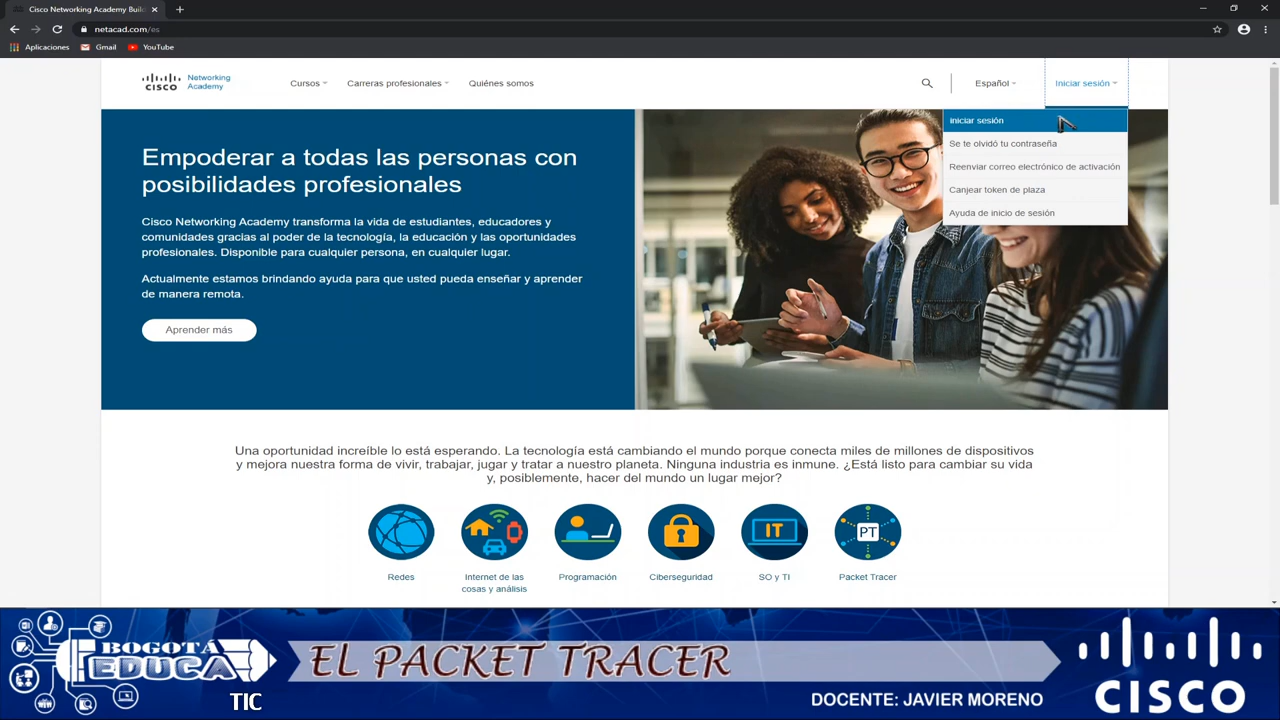 Cisco Networking Academy Buil
netacad.com/es
Aplicaciones
Gmail
YouTube
CISCO
Networking
Academy
Cursos
Carreras profesionales
Quiénes somos
Español
Iniciar sesión
iniciar sesión
Se te olvidó tu contraseña
Reenviar correo electrónico de activación
Canjear token de plaza
Ayuda de inicio de sesión
Empoderar a todas las personas con
posibilidades profesionales
Cisco Networking Academy transforma la vida de estudiantes, educadores y
comunidades gracias al poder de la tecnología, la educación y las oportunidades
profesionales. Disponible para cualquier persona, en cualquier lugar.
Actualmente estamos brindando ayuda para que usted pueda enseñar y aprender
de manera remota.
Aprender más
Una oportunidad increíble lo está esperando. La tecnología está cambiando el mundo porque conecta miles de millones de dispositivos
y mejora nuestra forma de vivir, trabajar, jugar y tratar a nuestro planeta. Ninguna industria es inmune. ¿Está listo para cambiar su vida
y, posiblemente, hacer del mundo un lugar mejor?
IT
PT
Redes
Internet de las
cosas y análisis
Programación
Ciberseguridad
SO y TI
Packet Tracer
BOGOTÁ
EDUCA
TIC
EL PACKET TRACER
DOCENTE: JAVIER MORENO
CISCO